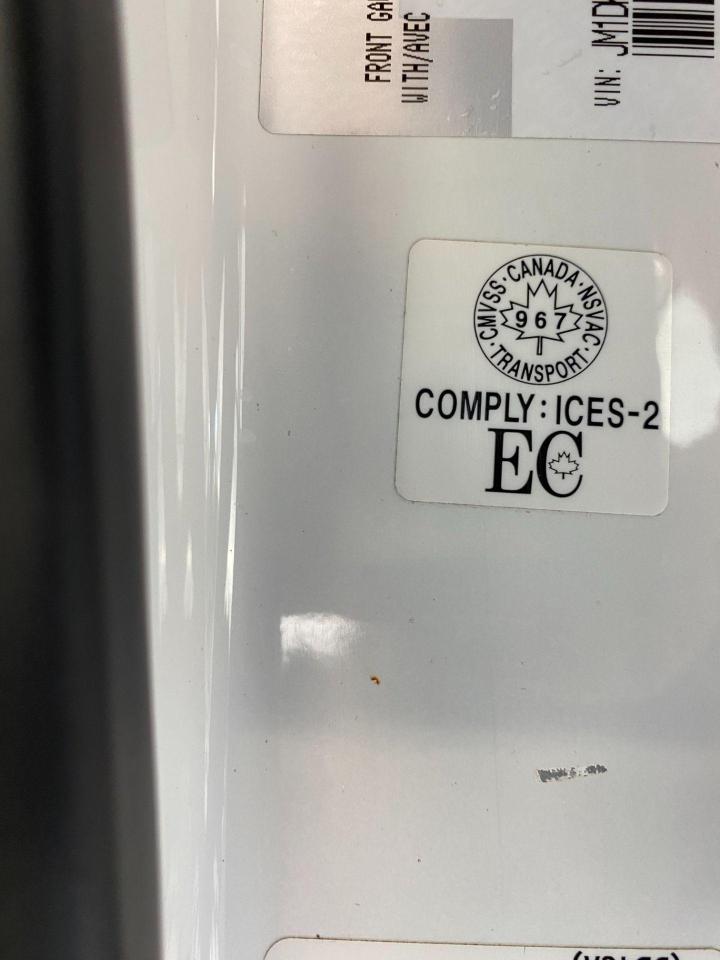 FRONT GA
WITH/AVEC
VIN: JM1D
CMVSS·CANADA·NSVAC
967
·TRANSPORT·
COMPLY:ICES-2
EC